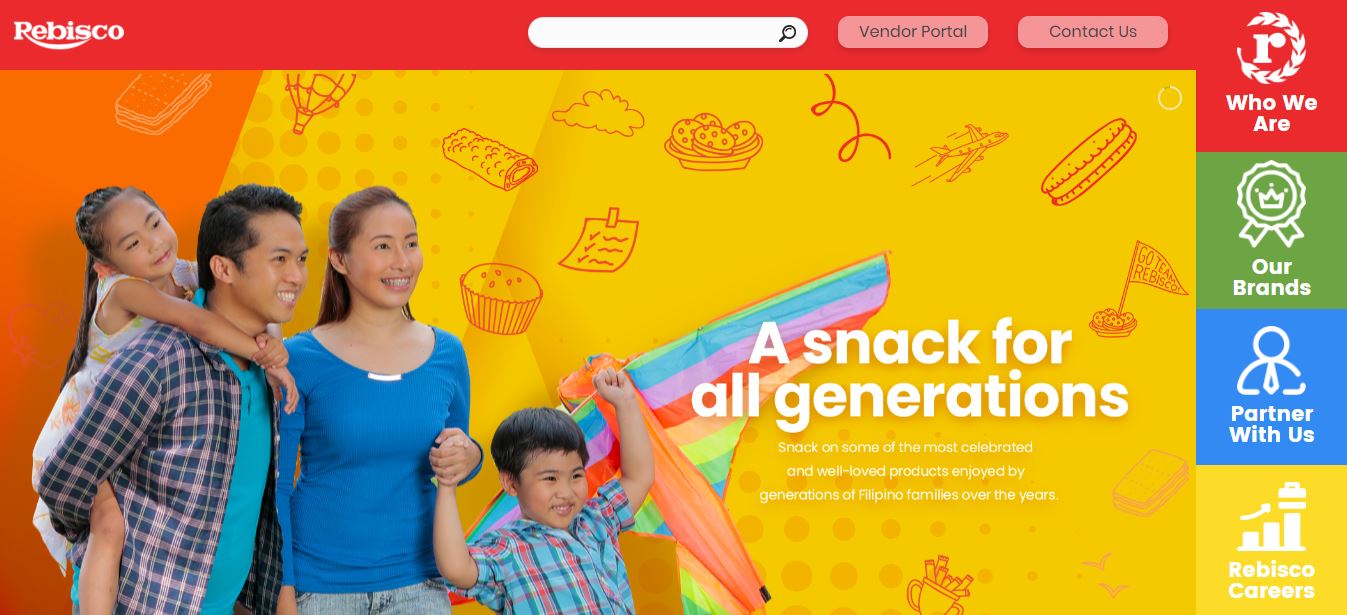 Rebisco
Vendor Portal
Contact Us
r
Who We
Are
Our
Brands
GO TEAM
REBISCO!
A snack for
all generations
Snack on some of the most celebrated
and well-loved products enjoyed by
generations of Filipino families over the years.
Partner
With Us
Rebisco
Careers